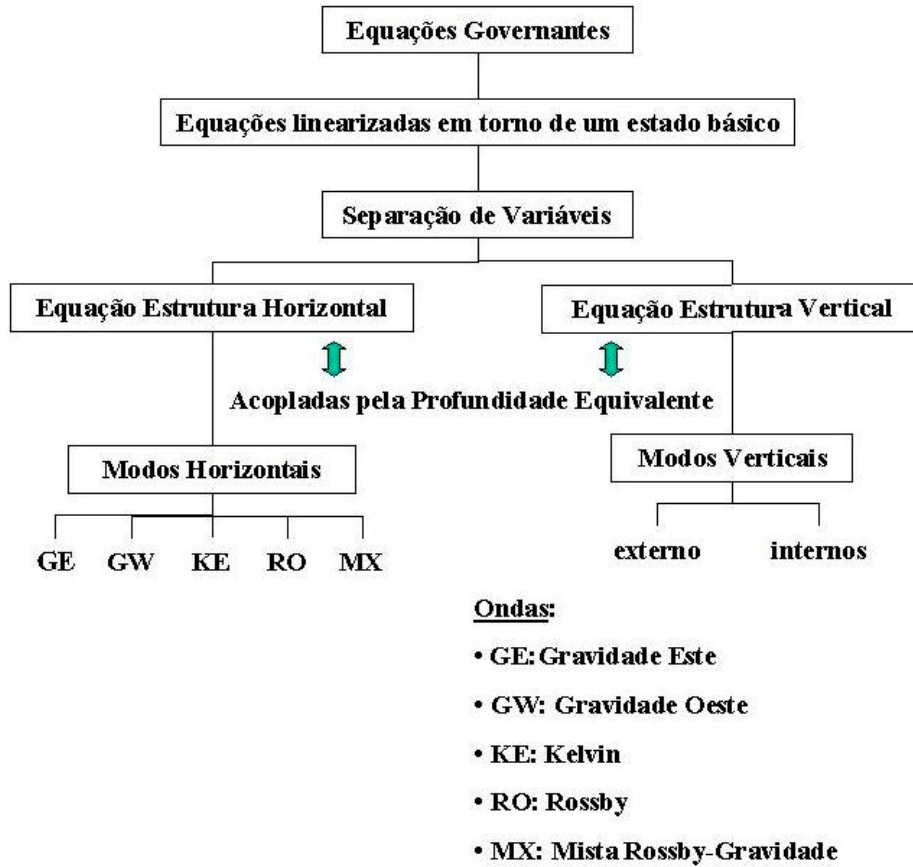 Equações Governantes
Equações linearizadas em torno de um estado básico
Separação de Variáveis
Equação Estrutura Horizontal
Equação Estrutura Vertical
Acopladas pela Profundidade Equivalente
Modos Horizontais
Modos Verticais
GE GW KE RO MX
externo internos
Ondas:
• GE: Gravidade Este
• GW: Gravidade Oeste
• KE: Kelvin
• RO: Rossby
• MX: Mista Rossby-Gravidade